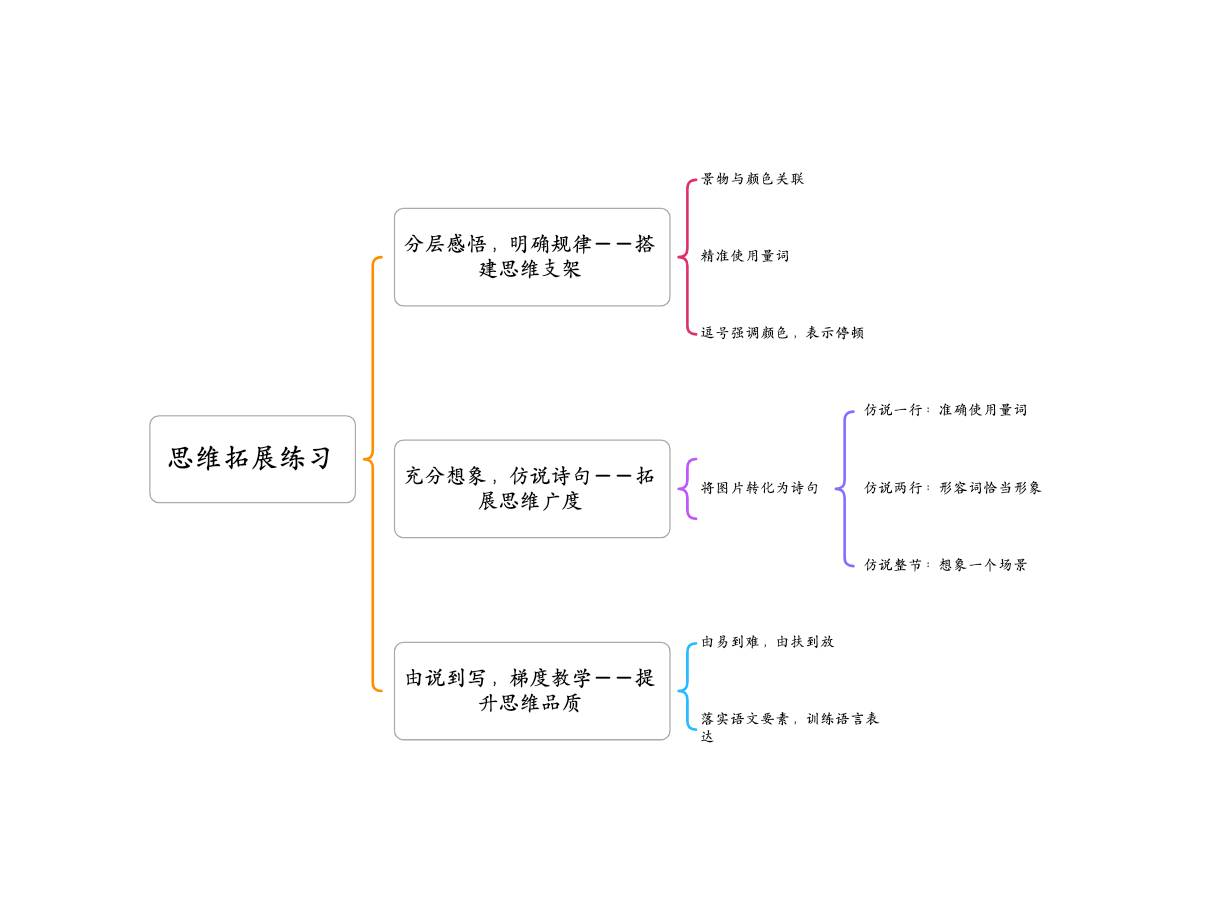 思维拓展练习
分层感悟，明确规律——搭
建思维支架
景物与颜色关联
精准使用量词
逗号强调颜色，表示停顿
充分想象，仿说诗句——拓
展思维广度
将图片转化为诗句
仿说一行：准确使用量词
仿说两行：形容词恰当形象
仿说整节：想象一个场景
由说到写，梯度教学——提
升思维品质
由易到难，由扶到放
落实语文要素，训练语言表
达